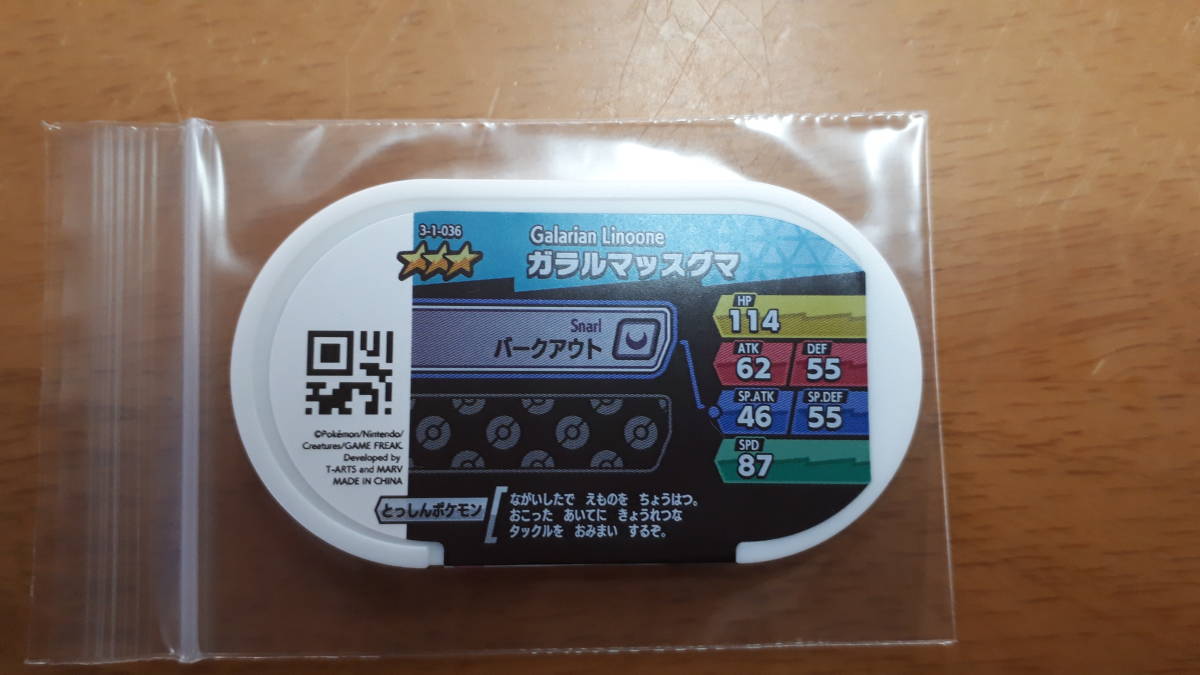 3-1-036
Galarian Linoone
ガラルマッスグマ
Snarl
バークアウト
HP
114
ATK
62
DEF
55
SP.ATK
46
SP.DEF
55
SPD
87
©Pokémon/Nintendo/
Creatures/GAME FREAK.
Developed by
T-ARTS and MARV
MADE IN CHINA
とっしんポケモン
ながいしたで えものを ちょうはつ。
おこった あいてに きょうれつな
タックルを おみまい するぞ。